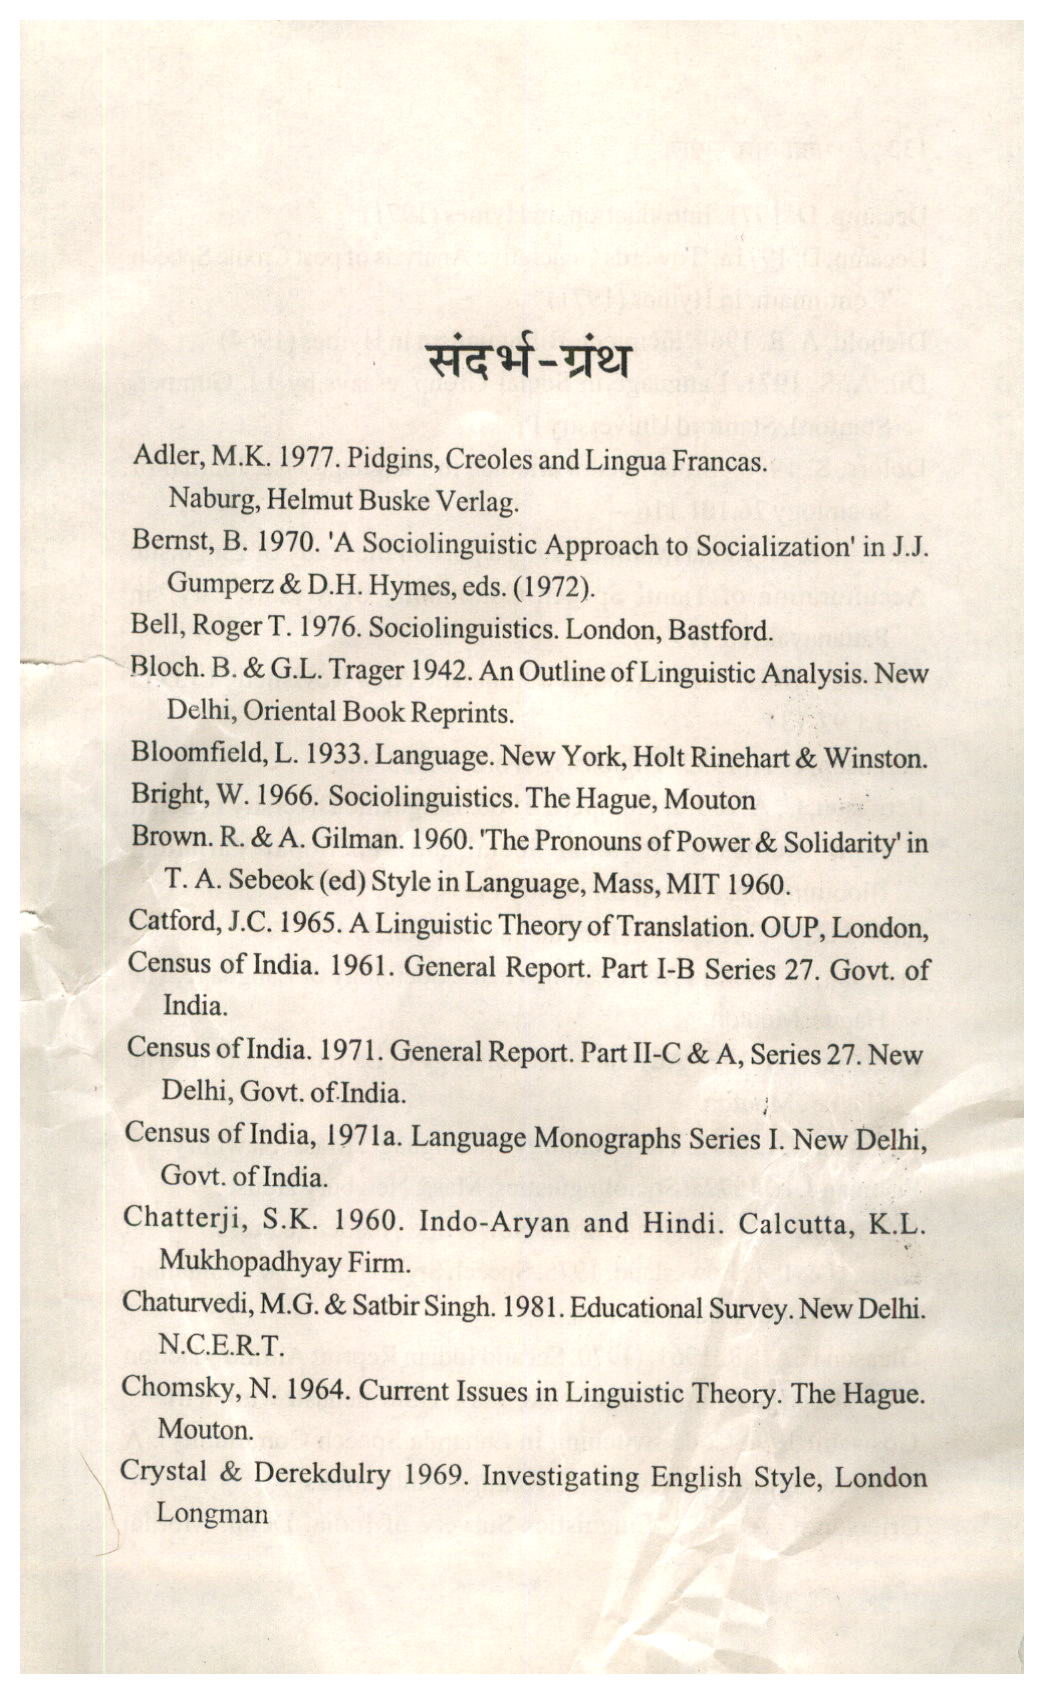 संदर्भ-ग्रंथ
Adler, M.K. 1977. Pidgins, Creoles and Lingua Francas.
Naburg, Helmut Buske Verlag.
Bernst, B. 1970. 'A Sociolinguistic Approach to Socialization' in J.J.
Gumperz & D.H. Hymes, eds. (1972).
Bell, Roger T. 1976. Sociolinguistics. London, Bastford.
Bloch. B. & G.L. Trager 1942. An Outline of Linguistic Analysis. New
Delhi, Oriental Book Reprints.
Bloomfield, L. 1933. Language. New York, Holt Rinehart & Winston.
Bright, W. 1966. Sociolinguistics. The Hague, Mouton
Brown. R. & A. Gilman. 1960. 'The Pronouns of Power & Solidarity' in
T. A. Sebeok (ed) Style in Language, Mass, MIT 1960.
Catford, J.C. 1965. A Linguistic Theory of Translation. OUP, London,
Census of India. 1961. General Report. Part I-B Series 27. Govt. of
India.
Census of India. 1971. General Report. Part II-C & A, Series 27. New
Delhi, Govt. of India.
Census of India, 1971a. Language Monographs Series I. New Delhi,
Govt. of India.
Chatterji, S.K. 1960. Indo-Aryan and Hindi. Calcutta, K.L.
Mukhopadhyay Firm.
Chaturvedi, M.G. & Satbir Singh. 1981. Educational Survey. New Delhi.
N.C.E.R.T.
Chomsky, N. 1964. Current Issues in Linguistic Theory. The Hague.
Mouton.
Crystal & Derekdulry 1969. Investigating English Style, London
Longman